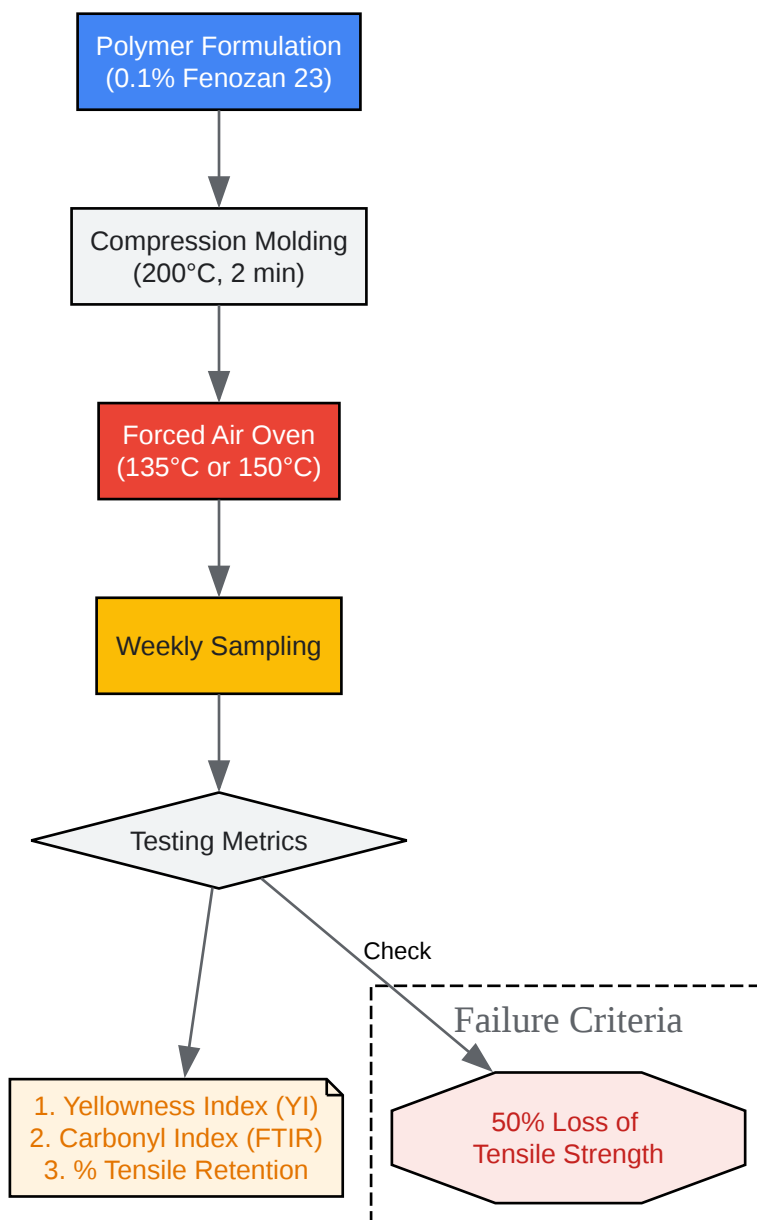 Polymer Formulation
(0.1% Fenozan 23)
Compression Molding
(200°C, 2 min)
Forced Air Oven
(135°C or 150°C)
Weekly Sampling
Testing Metrics
Check
Failure Criteria
1. Yellowness Index (YI)
2. Carbonyl Index (FTIR)
3. % Tensile Retention
50% Loss of
Tensile Strength